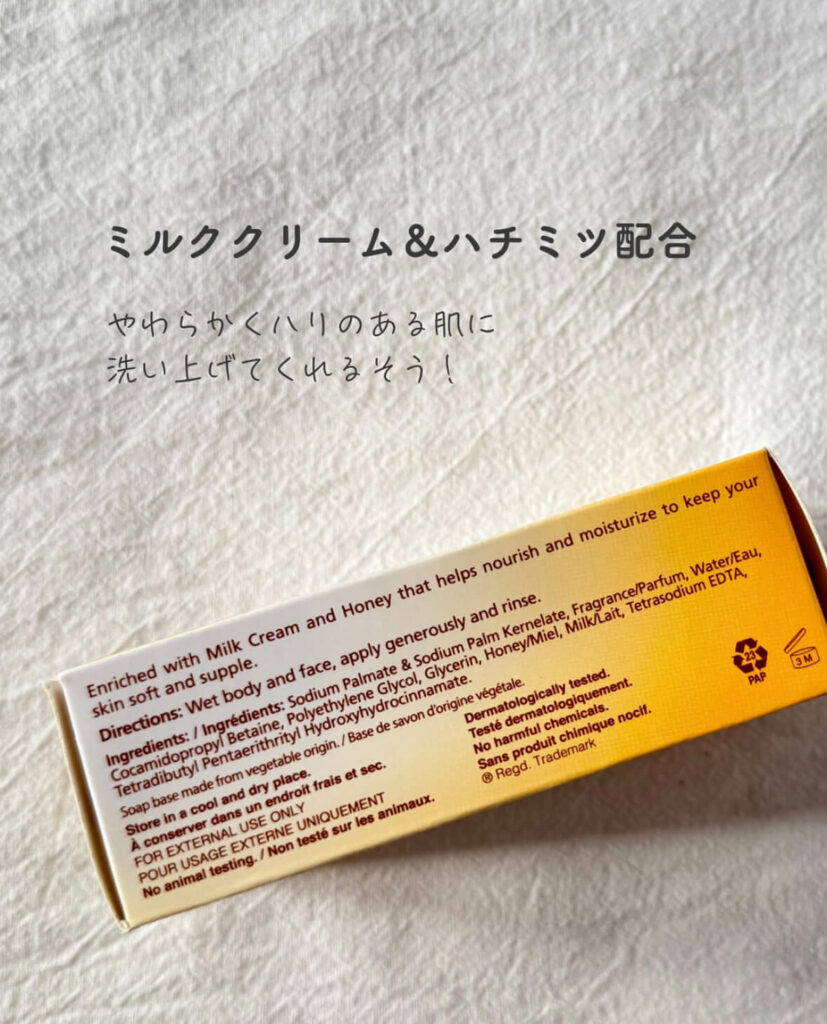 ミルククリーム&ハチミツ配合
やわらかくハリのある肌に
洗い上げてくれるそう!
Enriched with Milk Cream and Honey that helps nourish and moisturize to keep your
skin soft and supple.
Directions: Wet body and face, apply generously and rinse.
Ingredients: / Ingrédients: Sodium Palmate & Sodium Palm Kernelate, Fragrance/Parfum, Water/Eau,
Cocamidopropyl Betaine, Polyethylene Glycol, Glycerin, Honey/Miel, Milk/Lait, Tetrasodium EDTA,
Tetradibutyl Pentaerithrityl Hydroxyhydrocinnamate.
Soap base made from vegetable origin. / Base de savon d'origine végétale.
Store in a cool and dry place.
À conserver dans un endroit frais et sec.
FOR EXTERNAL USE ONLY
POUR USAGE EXTERNE UNIQUEMENT
No animal testing. / Non testé sur les animaux.
Dermatologically tested.
Testé dermatologiquement.
No harmful chemicals.
Sans produit chimique nocif.
® Regd. Trademark
23
PAP
3 M